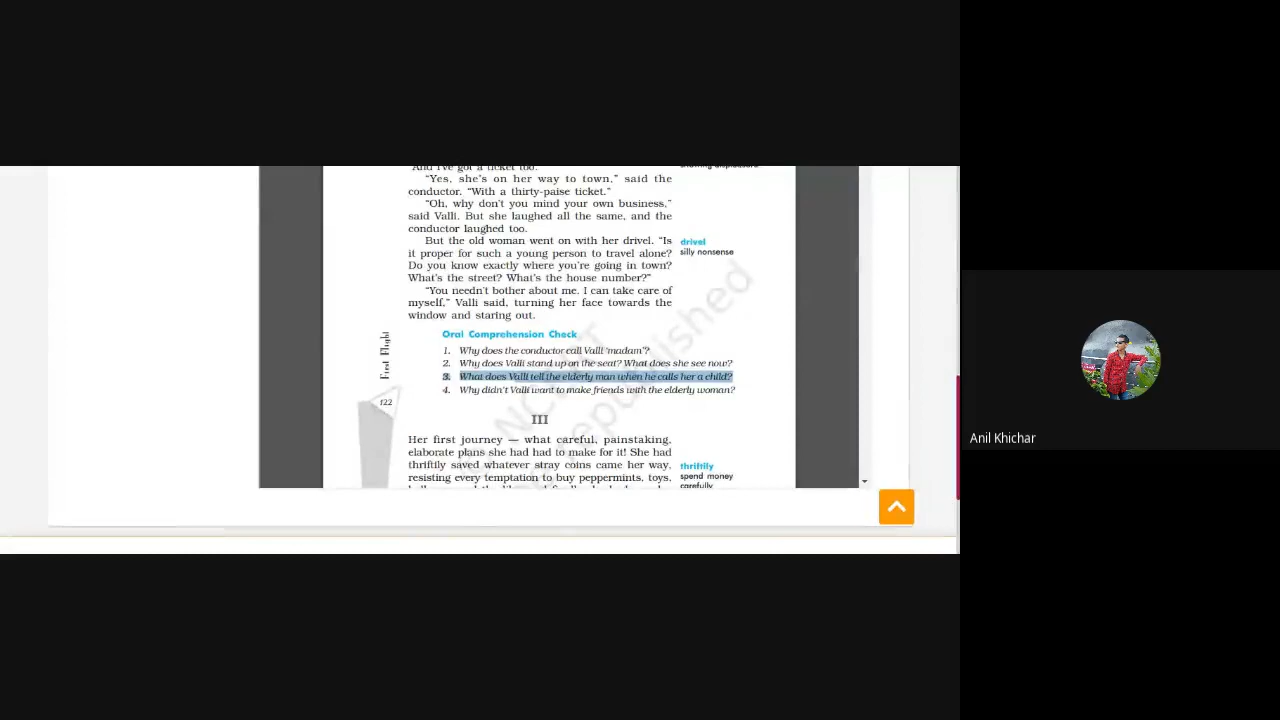 "And I've got a ticket too."
"Yes, she's on her way to town," said the
conductor. "With a thirty-paise ticket."
"Oh, why don't you mind your own business,"
said Valli. But she laughed all the same, and the
conductor laughed too.
But the old woman went on with her drivel. "Is
it proper for such a young person to travel alone?
Do you know exactly where you're going in town?
What's the street? What's the house number?"
"You needn't bother about me. I can take care of
myself," Valli said, turning her face towards the
window and staring out.
drivel
silly nonsense
Oral Comprehension Check
1. Why does the conductor call Valli 'madam'?
2. Why does Valli stand up on the seat? What does she see now?
3. What does Valli tell the elderly man when he calls her a child?
4. Why didn't Valli want to make friends with the elderly woman?
First Flight
122
III
Her first journey — what careful, painstaking,
elaborate plans she had had to make for it! She had
thriftily saved whatever stray coins came her way,
resisting every temptation to buy peppermints, toys,
thriftily
spend money
carefully
republished
Anil Khichar